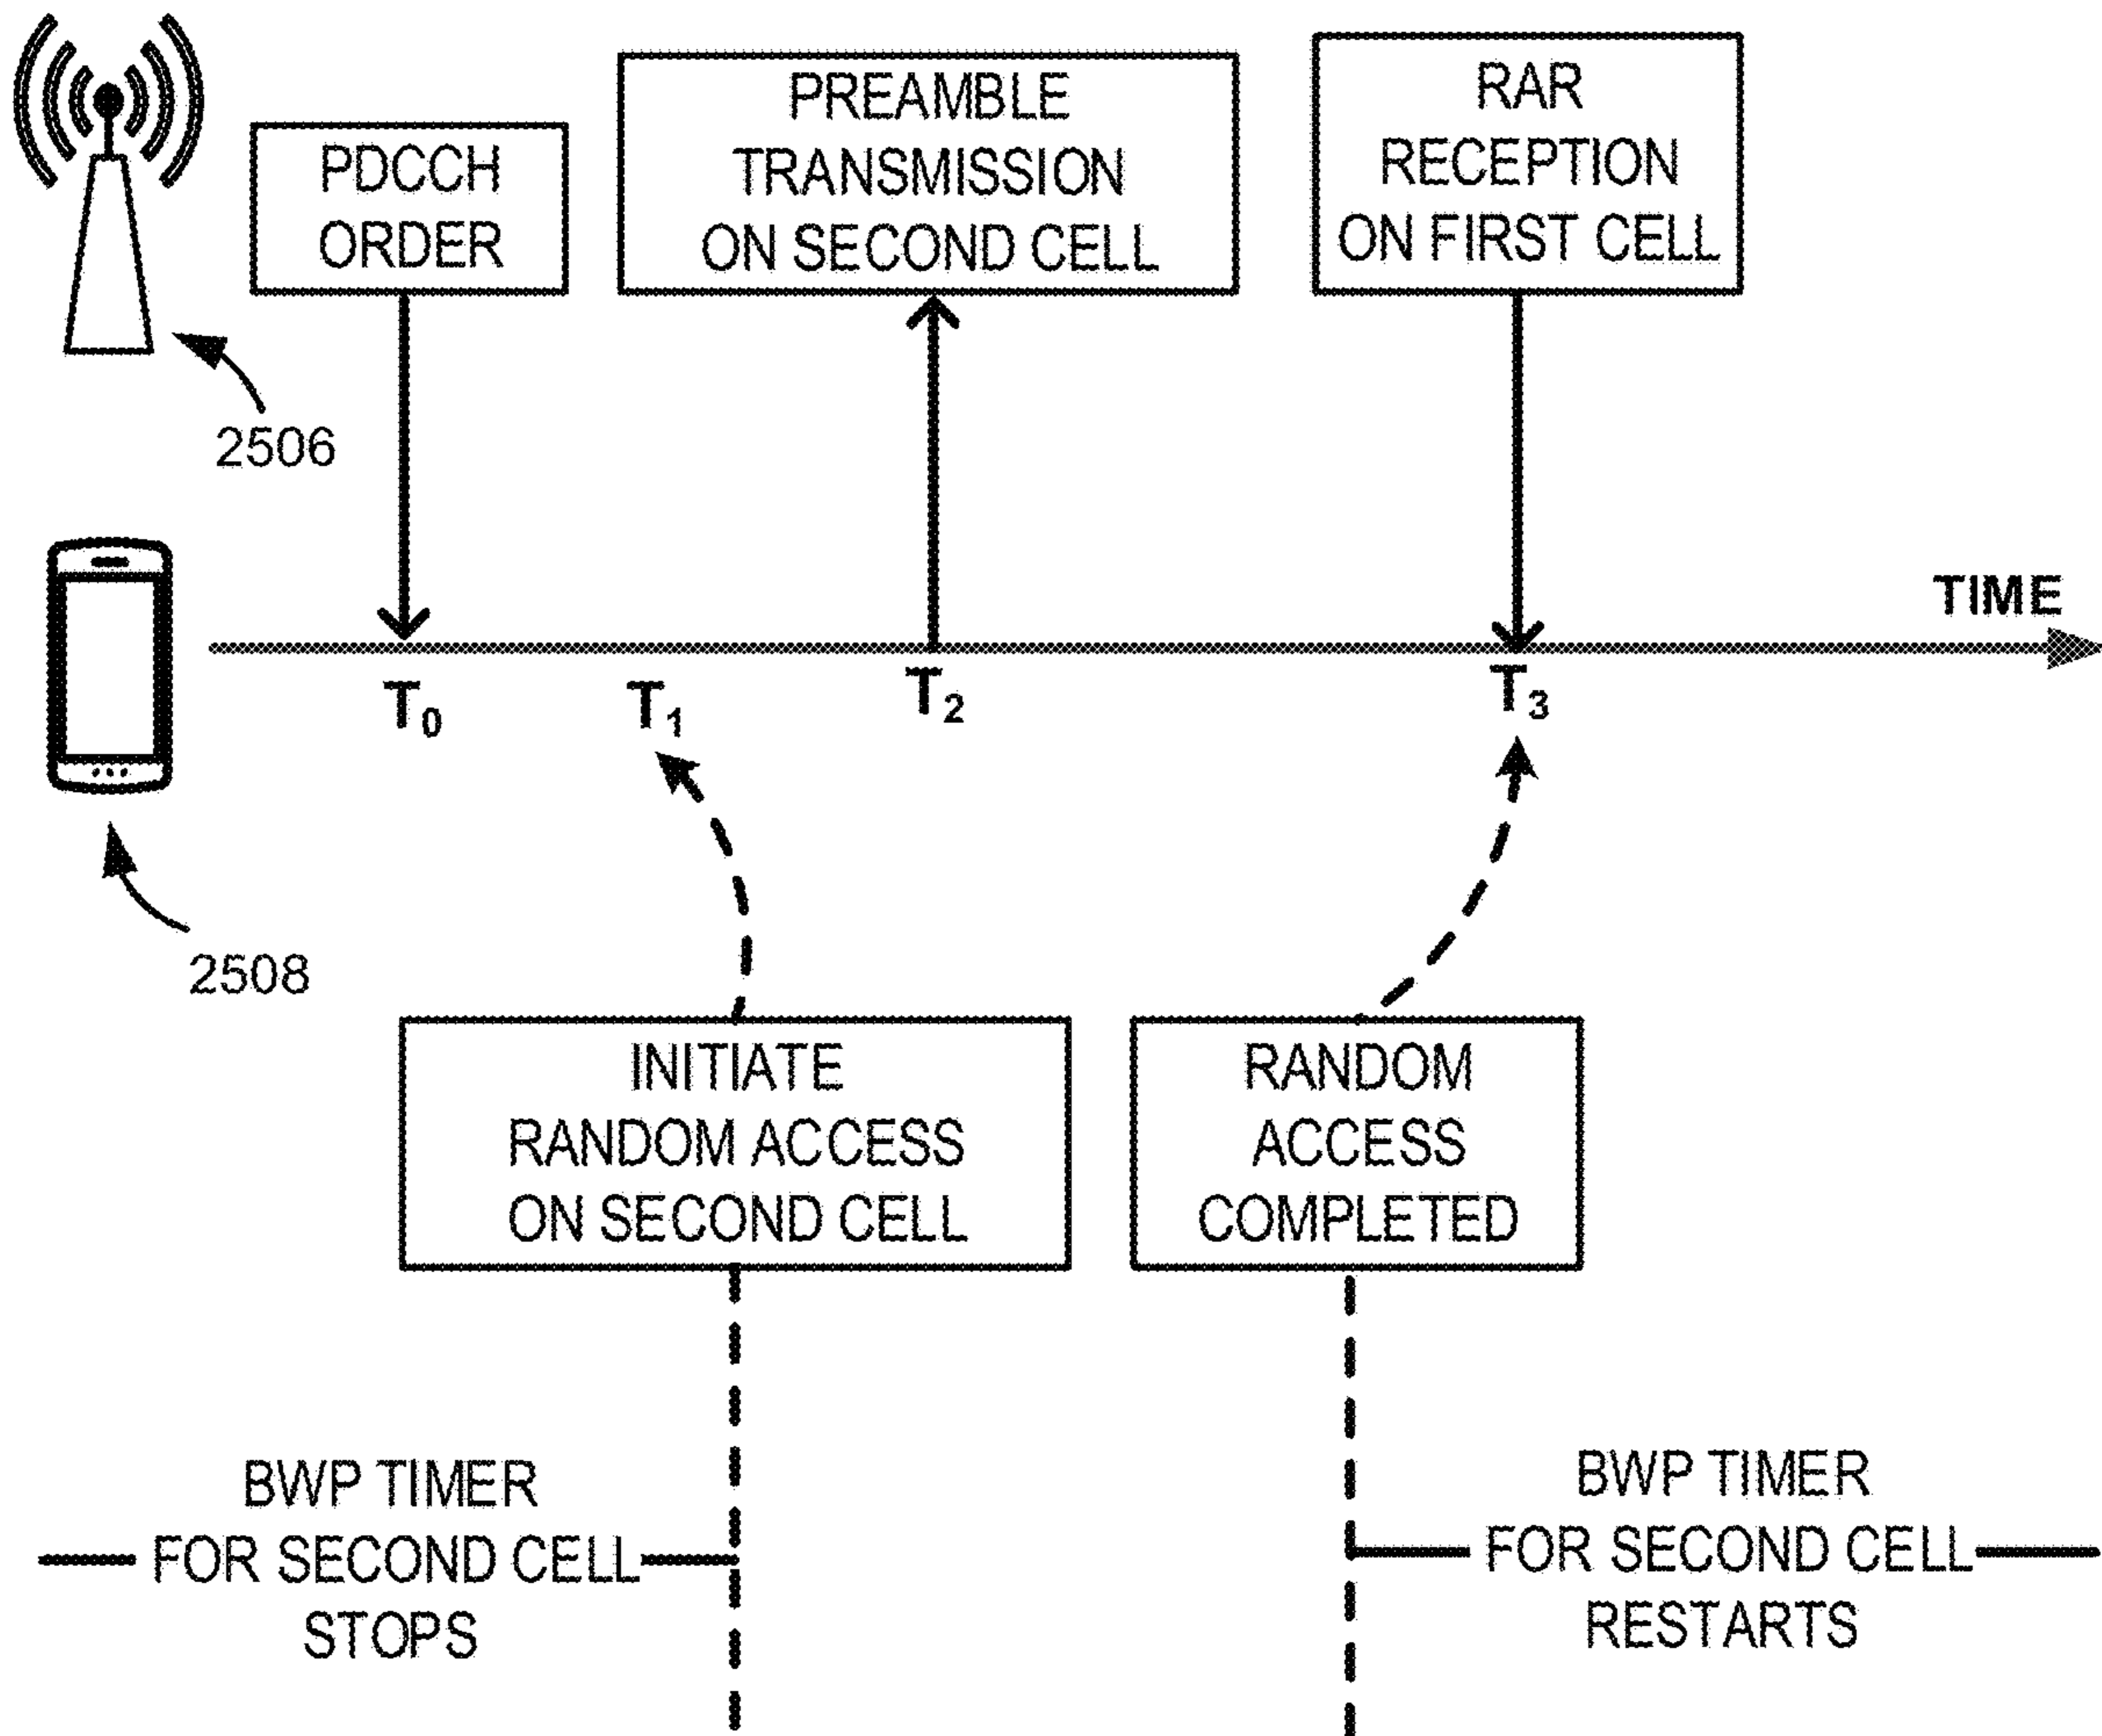 PDCCH
ORDER
PREAMBLE
TRANSMISSION
ON SECOND CELL
RAR
RECEPTION
ON FIRST CELL
2506
TIME
T₀
T₁
T₂
T₃
2508
INITIATE
RANDOM ACCESS
ON SECOND CELL
RANDOM
ACCESS
COMPLETED
BWP TIMER
FOR SECOND CELL
STOPS
BWP TIMER
FOR SECOND CELL
RESTARTS